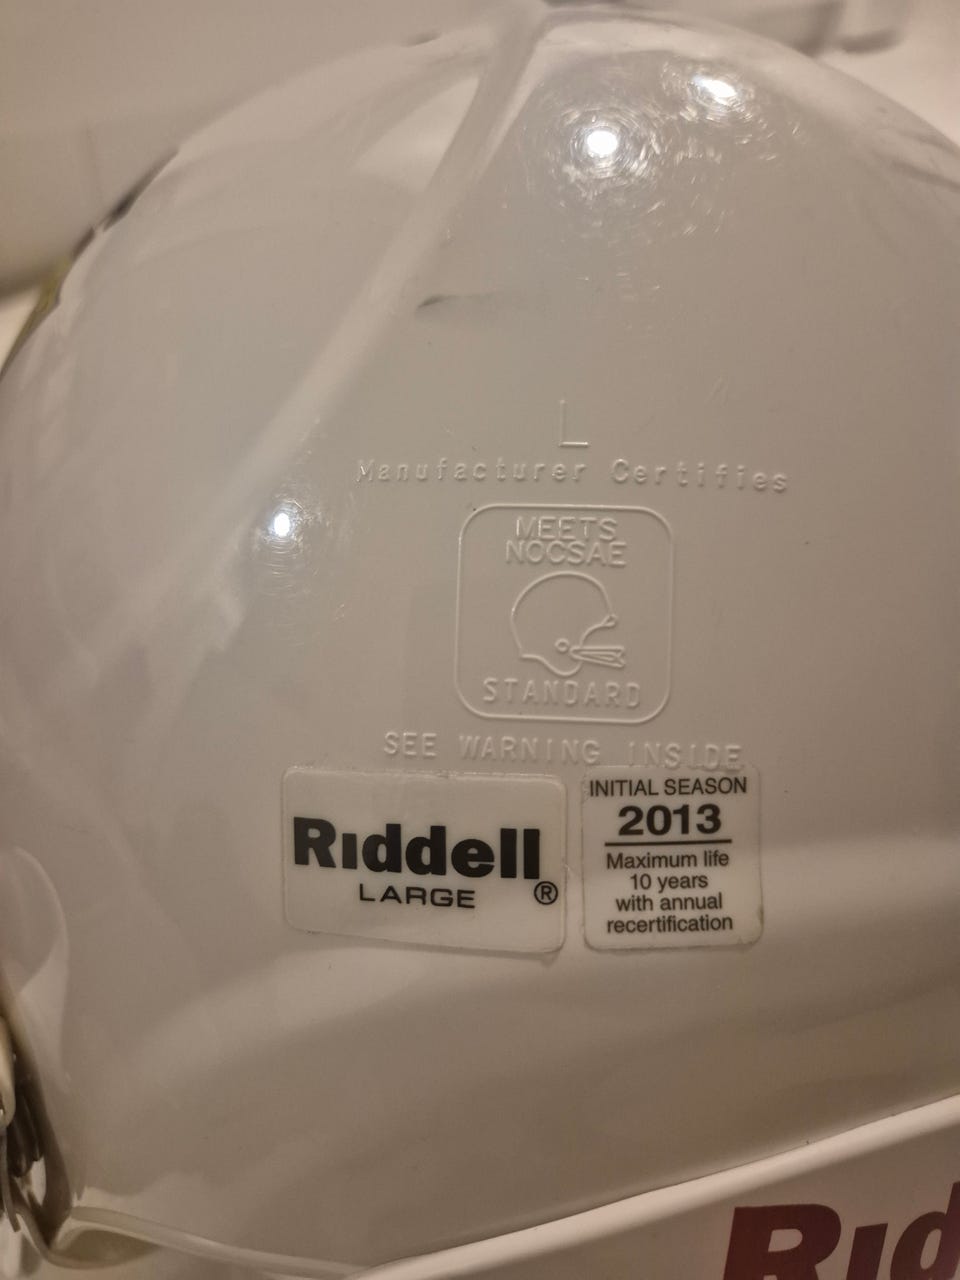 L
Manufacturer Certifies
MEETS
NOCSAE
STANDARD
SEE WARNING INSIDE
Riddell
LARGE ®
INITIAL SEASON
2013
Maximum life
10 years
with annual
recertification
Rid